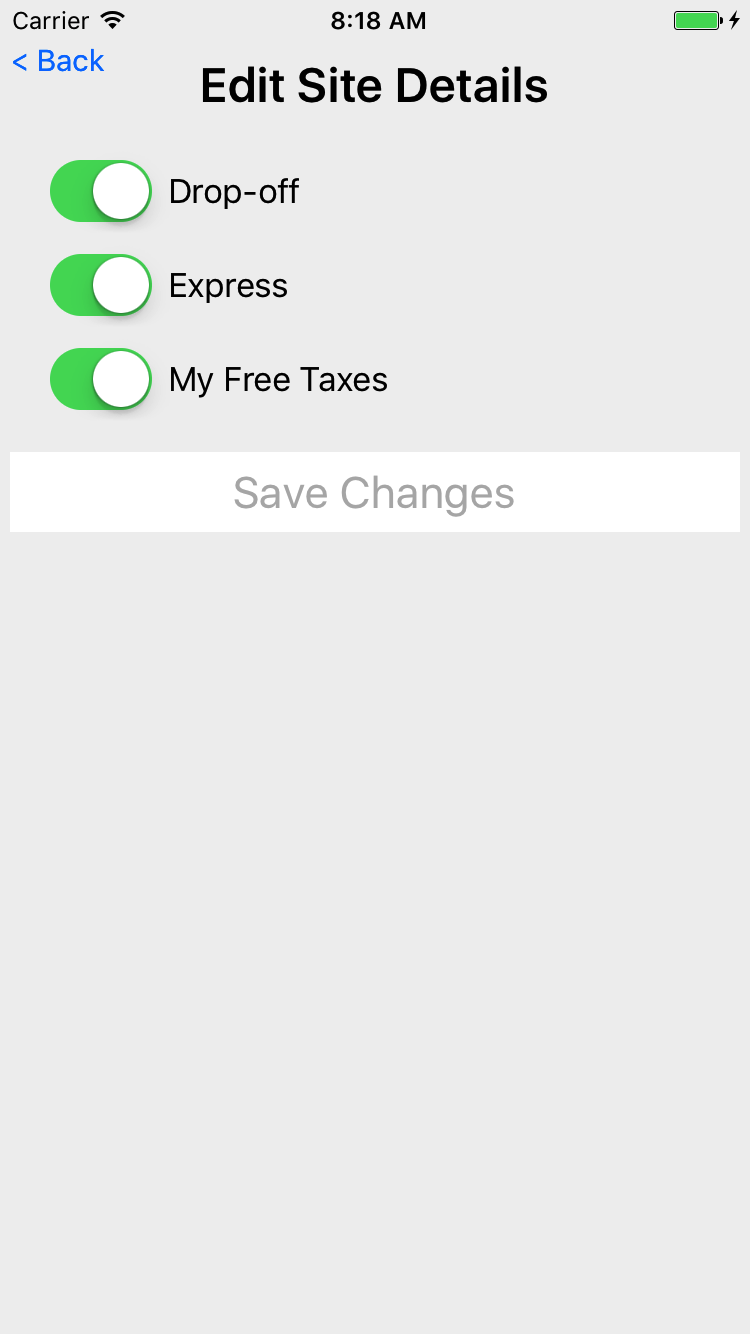 Carrier 8:18 AM
< Back
Edit Site Details
Drop-off
Express
My Free Taxes
Save Changes